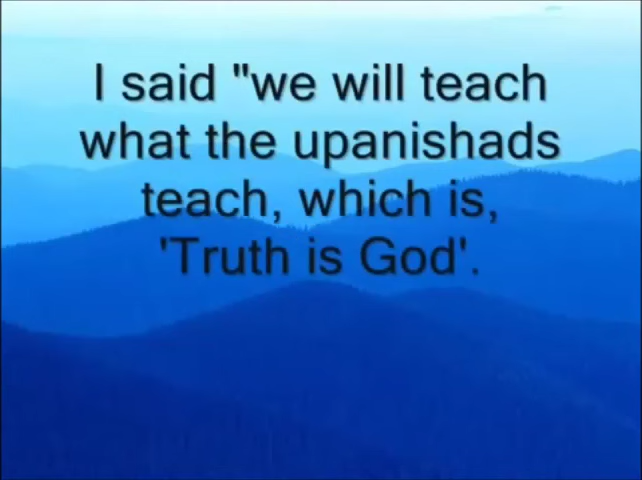 I said "we will teach
what the upanishads
teach, which is,
'Truth is God'.